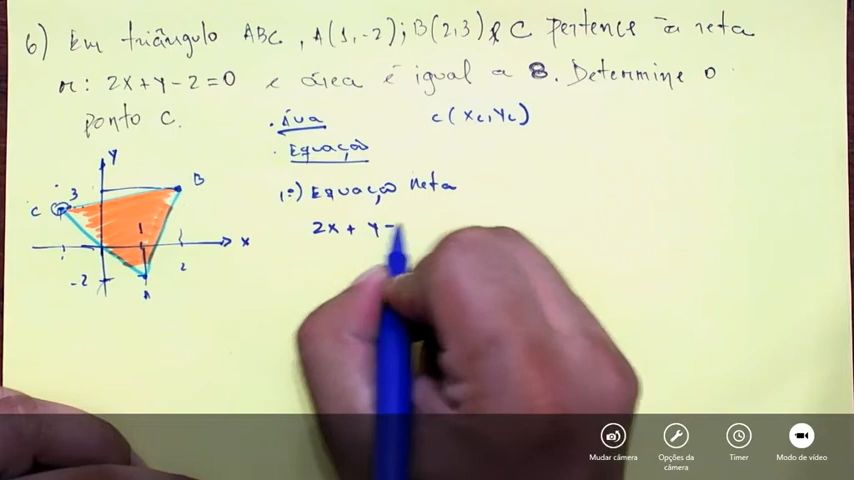 6) Em triângulo ABC, A(1,-2); B(2,3) e C pertence à reta
r: 2x+y-2=0 e área é igual a 8. Determine o
ponto C.
. Área
C(Xc,Yc)
. Equação
1º) Equação Reta
2x + y -
y
B
C
3
1
x
2
-2
A
Mudar câmera
Opções da câmera
Timer
Modo de vídeo